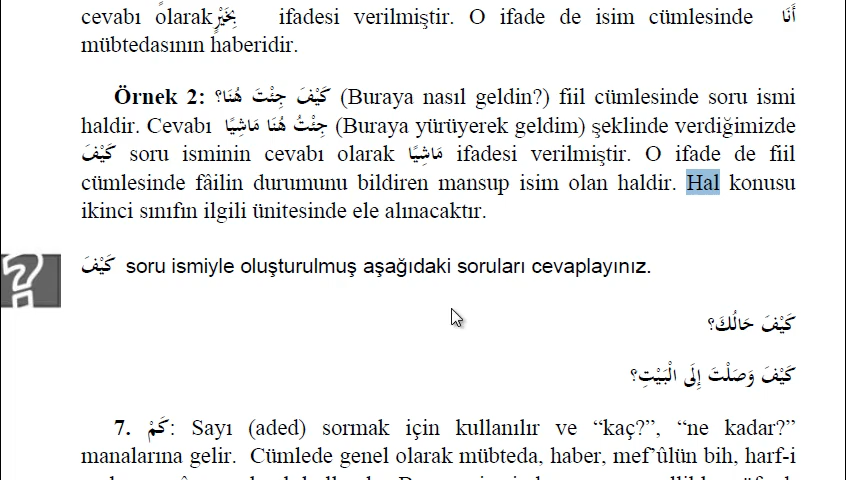 cevabı olarak بِخَيْرٍ ifadesi verilmiştir. O ifade de isim cümlesinde أَنَا
mübtedasının haberidir.
Örnek 2: كَيْفَ جِئْتَ هُنَا؟ (Buraya nasıl geldin?) fiil cümlesinde soru ismi
haldir. Cevabı جِئْتُ هُنَا مَاشِيًا (Buraya yürüyerek geldim) şeklinde verdiğimizde
كَيْفَ soru isminin cevabı olarak مَاشِيًا ifadesi verilmiştir. O ifade de fiil
cümlesinde fâilin durumunu bildiren mansup isim olan haldir. Hal konusu
ikinci sınıfın ilgili ünitesinde ele alınacaktır.
كَيْفَ soru ismiyle oluşturulmuş aşağıdaki soruları cevaplayınız.
كَيْفَ حَالُكَ؟
كَيْفَ وَصَلْتَ إِلَى الْبَيْتِ؟
7. كَمْ: Sayı (aded) sormak için kullanılır ve “kaç?”, “ne kadar?”
manalarına gelir. Cümlede genel olarak mübteda, haber, mef’ûlün bih, harf-i